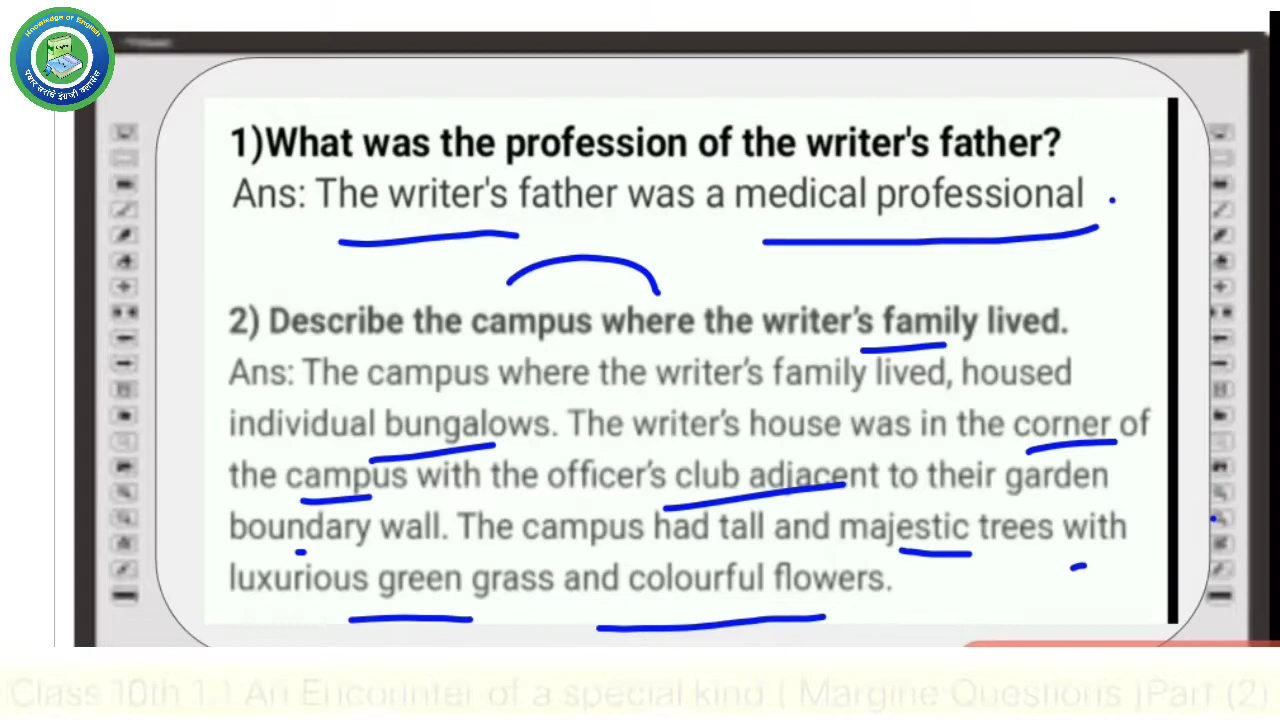 Knowledge of English
1)What was the profession of the writer's father?
Ans: The writer's father was a medical professional
2) Describe the campus where the writer's family lived.
Ans: The campus where the writer's family lived, housed
individual bungalows. The writer's house was in the corner of
the campus with the officer's club adjacent to their garden
boundary wall. The campus had tall and majestic trees with
luxurious green grass and colourful flowers.
Class 10th 1.1 An Encounter of a special kind ( Margine Questions )Part (2)